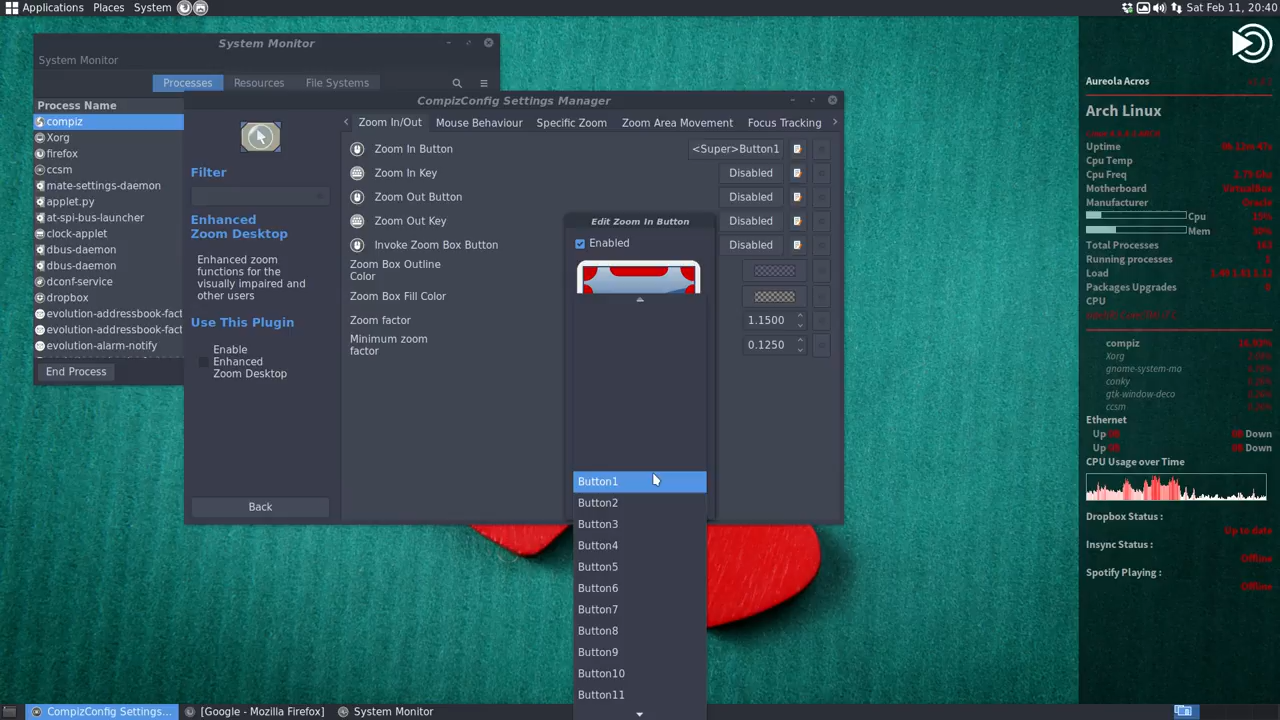 Applications Places System
Sat Feb 11, 20:40
System Monitor
System Monitor
Processes Resources File Systems
Process Name
compiz
Xorg
firefox
ccsm
mate-settings-daemon
applet.py
at-spi-bus-launcher
clock-applet
dbus-daemon
dbus-daemon
dconf-service
dropbox
evolution-addressbook-fact
evolution-addressbook-fact
evolution-alarm-notify
End Process
CompizConfig Settings Manager
Filter
Enhanced
Zoom Desktop
Enhanced zoom
functions for the
visually impaired and
other users
Use This Plugin
Enable
Enhanced
Zoom Desktop
Back
Zoom In/Out Mouse Behaviour Specific Zoom Zoom Area Movement Focus Tracking
Zoom In Button <Super>Button1
Zoom In Key Disabled
Zoom Out Button Disabled
Zoom Out Key Disabled
Invoke Zoom Box Button Disabled
Zoom Box Outline
Color
Zoom Box Fill Color
Zoom factor 1.1500
Minimum zoom
factor 0.1250
Edit Zoom In Button
Enabled
Button1
Button2
Button3
Button4
Button5
Button6
Button7
Button8
Button9
Button10
Button11
Aureola Acros
Arch Linux
Uptime
Cpu Temp
Cpu Freq 3.79 Ghz
Motherboard VirtualBox
Manufacturer Oracle
Cpu
Mem
Total Processes
Running processes
Load
Packages Upgrades
CPU
compiz
Xorg
gnome-system-mo
conky
gtk-window-deco
ccsm
Ethernet
Up Down
Up Down
CPU Usage over Time
Dropbox Status :
Up to date
Insync Status :
Offline
Spotify Playing :
Offline
CompizConfig Settings... [Google - Mozilla Firefox] System Monitor